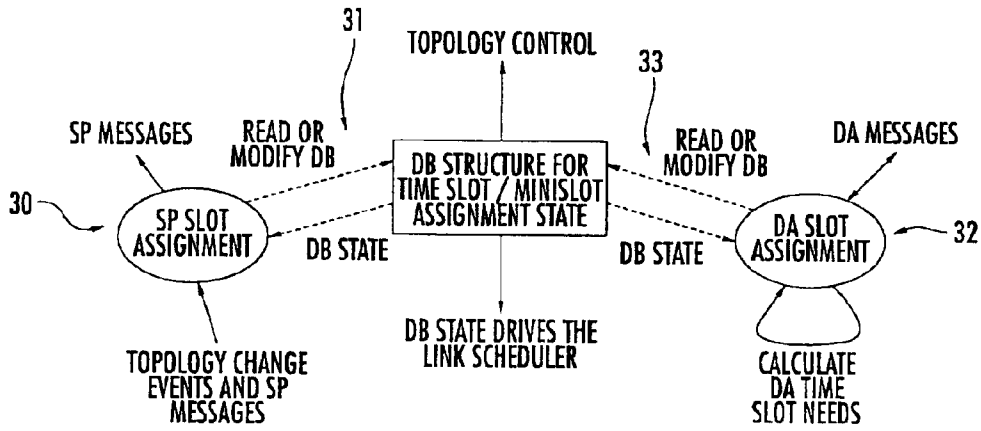 31
TOPOLOGY CONTROL
33
SP MESSAGES
READ OR
MODIFY DB
READ OR
MODIFY DB
DA MESSAGES
DB STRUCTURE FOR
TIME SLOT / MINISLOT
ASSIGNMENT STATE
30
SP SLOT
ASSIGNMENT
DB STATE
DB STATE
DA SLOT
ASSIGNMENT
32
DB STATE DRIVES THE
LINK SCHEDULER
TOPOLOGY CHANGE
EVENTS AND SP
MESSAGES
CALCULATE
DA TIME
SLOT NEEDS